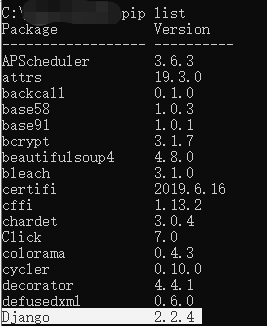 C:\ pip list
Package Version
------------------ -----------
APScheduler 3.6.3
attrs 19.3.0
backcall 0.1.0
base58 1.0.3
base91 1.0.1
bcrypt 3.1.7
beautifulsoup4 4.8.0
bleach 3.1.0
certifi 2019.6.16
cffi 1.13.2
chardet 3.0.4
Click 7.0
colorama 0.4.3
cycler 0.10.0
decorator 4.4.1
defusedxml 0.6.0
Django 2.2.4